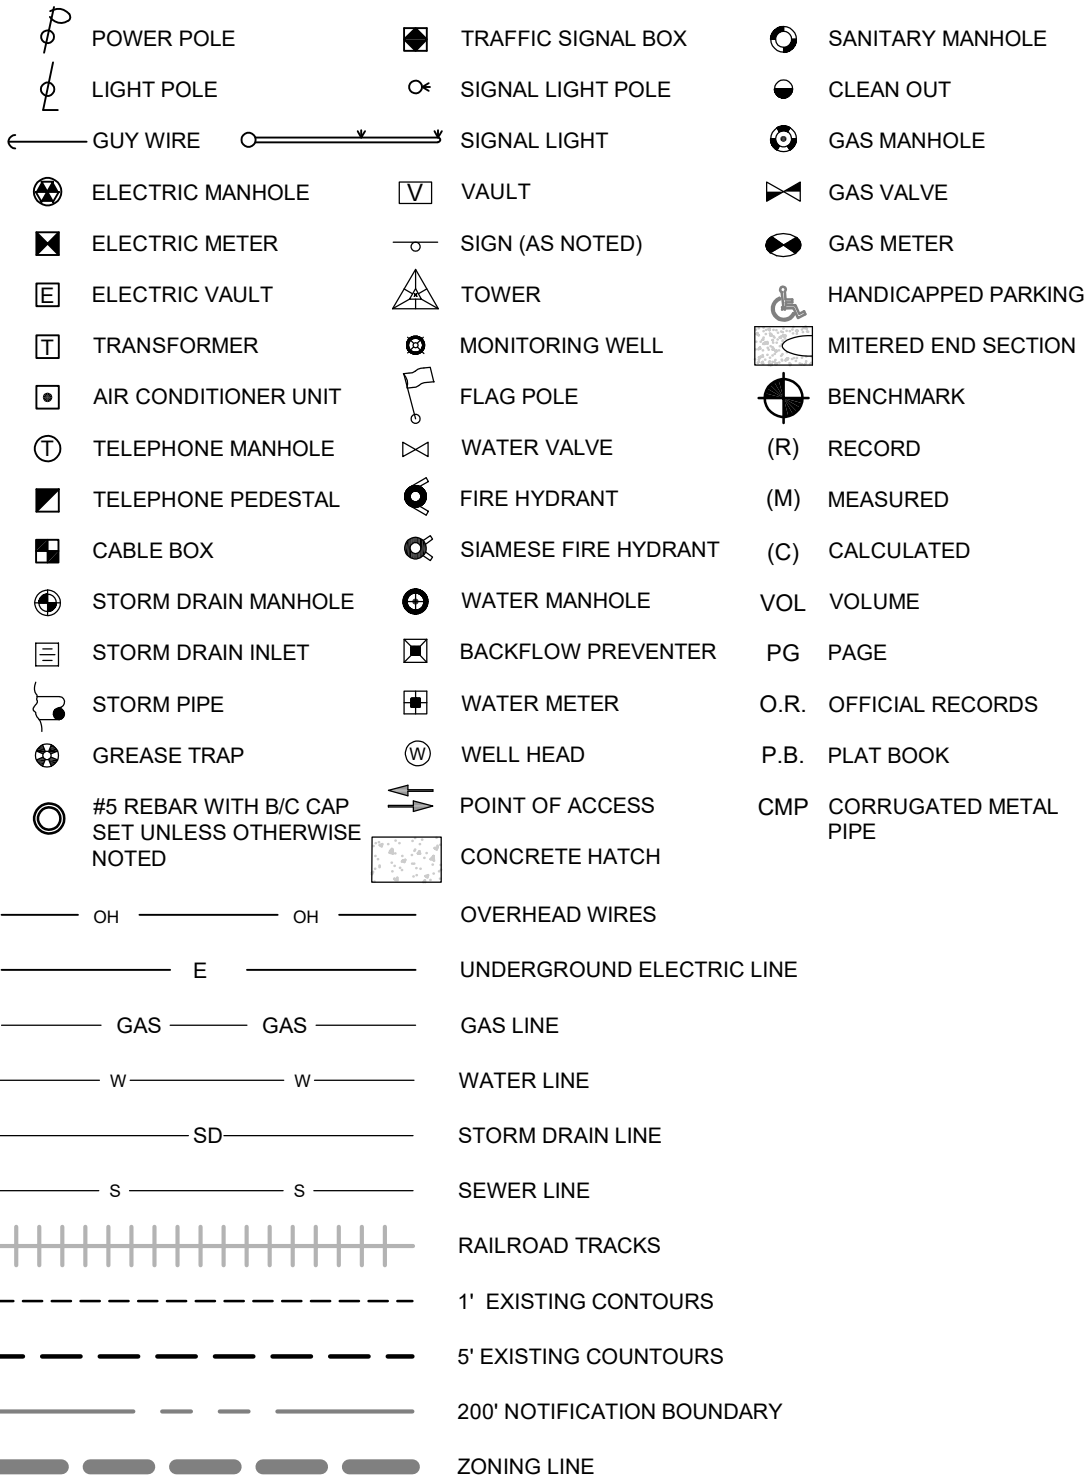 POWER POLE
LIGHT POLE
GUY WIRE
ELECTRIC MANHOLE
ELECTRIC METER
E ELECTRIC VAULT
T TRANSFORMER
AIR CONDITIONER UNIT
T TELEPHONE MANHOLE
TELEPHONE PEDESTAL
CABLE BOX
STORM DRAIN MANHOLE
STORM DRAIN INLET
STORM PIPE
GREASE TRAP
#5 REBAR WITH B/C CAP
SET UNLESS OTHERWISE
NOTED
TRAFFIC SIGNAL BOX
SIGNAL LIGHT POLE
SIGNAL LIGHT
V VAULT
SIGN (AS NOTED)
TOWER
MONITORING WELL
FLAG POLE
WATER VALVE
FIRE HYDRANT
SIAMESE FIRE HYDRANT
WATER MANHOLE
BACKFLOW PREVENTER
WATER METER
W WELL HEAD
POINT OF ACCESS
CONCRETE HATCH
SANITARY MANHOLE
CLEAN OUT
GAS MANHOLE
GAS VALVE
GAS METER
HANDICAPPED PARKING
MITERED END SECTION
BENCHMARK
(R) RECORD
(M) MEASURED
(C) CALCULATED
VOL VOLUME
PG PAGE
O.R. OFFICIAL RECORDS
P.B. PLAT BOOK
CMP CORRUGATED METAL
PIPE
OH OH OVERHEAD WIRES
E UNDERGROUND ELECTRIC LINE
GAS GAS GAS LINE
W W WATER LINE
SD STORM DRAIN LINE
S S SEWER LINE
RAILROAD TRACKS
1' EXISTING CONTOURS
5' EXISTING COUNTOURS
200' NOTIFICATION BOUNDARY
ZONING LINE